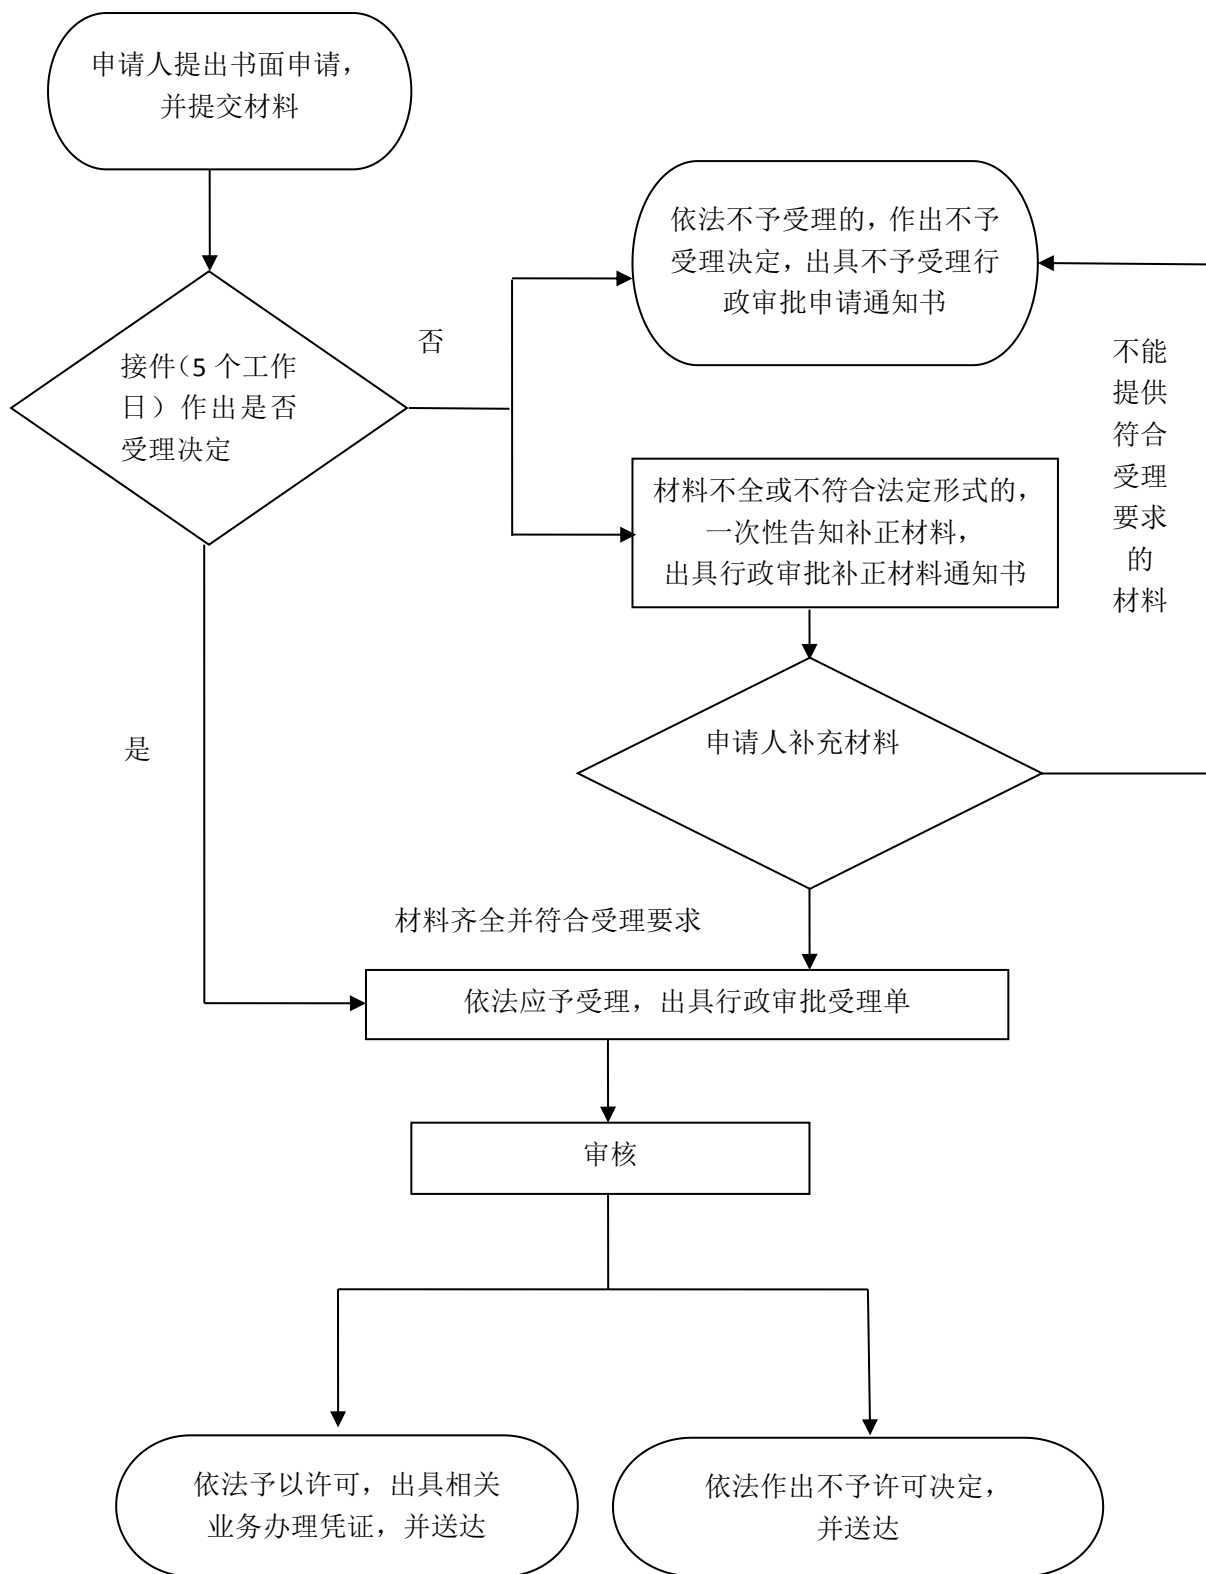 申请人提出书面申请，
并提交材料
依法不予受理的，作出不予
受理决定，出具不予受理行
政审批申请通知书
否
接件（5 个工作
日）作出是否
受理决定
不能
提供
符合
受理
要求
的
材料
材料不全或不符合法定形式的，
一次性告知补正材料，
出具行政审批补正材料通知书
是
申请人补充材料
材料齐全并符合受理要求
依法应予受理，出具行政审批受理单
审核
依法予以许可，出具相关
业务办理凭证，并送达
依法作出不予许可决定，
并送达